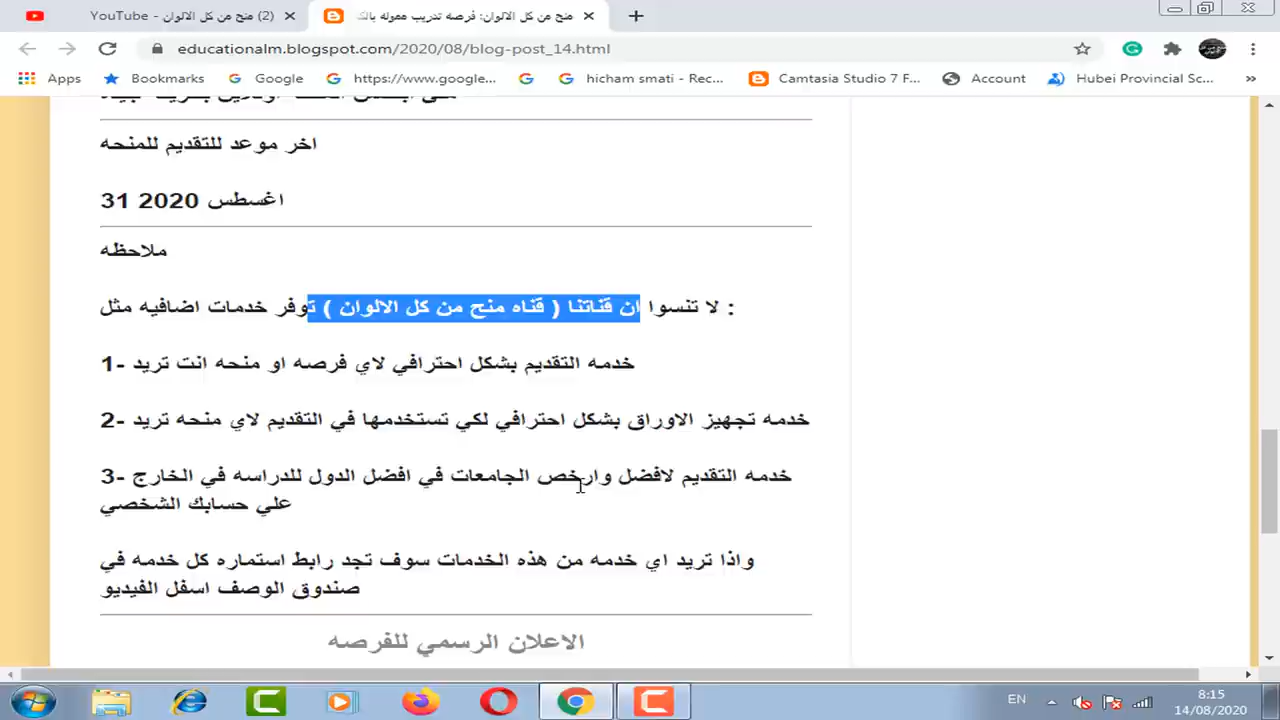 (2) منح من كل الالوان - YouTube
منح من كل الالوان: فرصه تدريب مموله بالك
educationalm.blogspot.com/2020/08/blog-post_14.html
Apps Bookmarks Google https://www.google... hicham smati - Rec... Camtasia Studio 7 F... Account Hubei Provincial Sc... »
اخر موعد للتقديم للمنحه
31 اغسطس 2020
ملاحظه
: لا تنسوا ان قناتنا ( قناه منح من كل الالوان ) توفر خدمات اضافيه مثل
1- خدمه التقديم بشكل احترافي لاي فرصه او منحه انت تريد
2- خدمه تجهيز الاوراق بشكل احترافي لكي تستخدمها في التقديم لاي منحه تريد
3- خدمه التقديم لافضل وارخص الجامعات في افضل الدول للدراسه في الخارج
علي حسابك الشخصي
واذا تريد اي خدمه من هذه الخدمات سوف تجد رابط استماره كل خدمه في
صندوق الوصف اسفل الفيديو
الاعلان الرسمي للفرصه
EN
8:15
14/08/2020